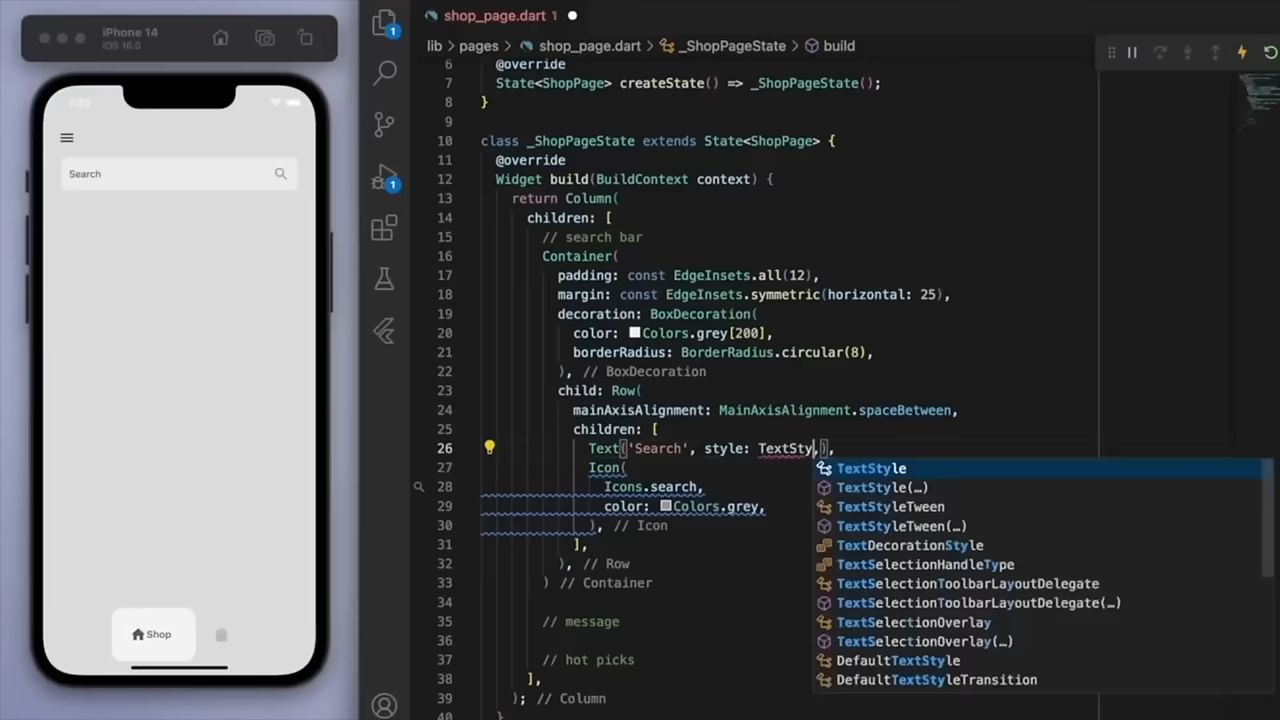 iPhone 14
iOS 16.0
Search
Shop
1
1
shop_page.dart 1
lib > pages > shop_page.dart > _ShopPageState > build
6 @override
7 State<ShopPage> createState() => _ShopPageState();
8 }
9
10 class _ShopPageState extends State<ShopPage> {
11 @override
12 Widget build(BuildContext context) {
13 return Column(
14 children: [
15 // search bar
16 Container(
17 padding: const EdgeInsets.all(12),
18 margin: const EdgeInsets.symmetric(horizontal: 25),
19 decoration: BoxDecoration(
20 color: Colors.grey[200],
21 borderRadius: BorderRadius.circular(8),
22 ), // BoxDecoration
23 child: Row(
24 mainAxisAlignment: MainAxisAlignment.spaceBetween,
25 children: [
26 Text('Search', style: TextSty,),
27 Icon(
28 Icons.search,
29 color: Colors.grey,
30 ), // Icon
31 ],
32 ), // Row
33 ) // Container
34
35 // message
36
37 // hot picks
38 ],
39 ); // Column
40 }
TextStyle
TextStyle(…)
TextStyleTween
TextStyleTween(…)
TextDecorationStyle
TextSelectionHandleType
TextSelectionToolbarLayoutDelegate
TextSelectionToolbarLayoutDelegate(…)
TextSelectionOverlay
TextSelectionOverlay(…)
DefaultTextStyle
DefaultTextStyleTransition